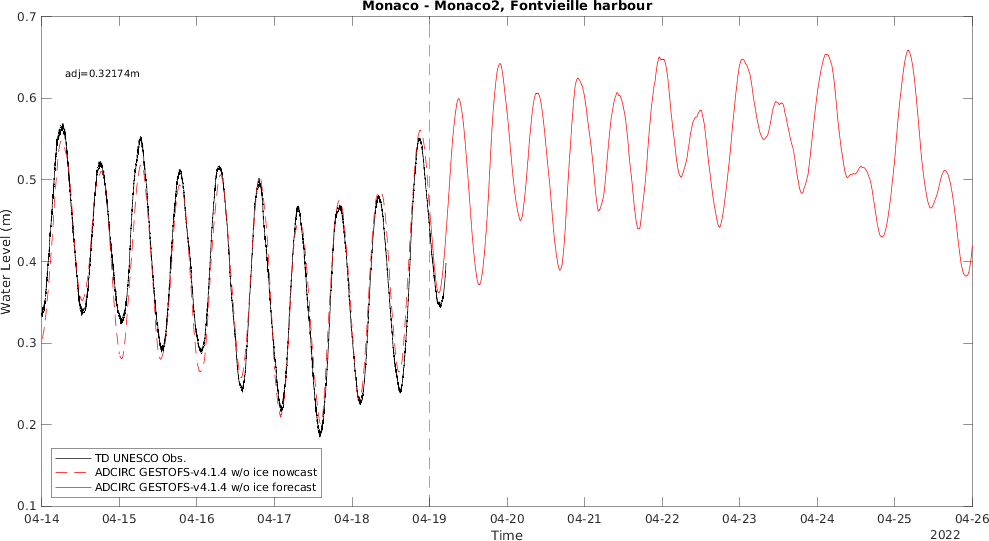 Monaco - Monaco2, Fontvieille harbour
adj=0.32174m
Water Level (m)
0.7
0.6
0.5
0.4
0.3
0.2
0.1
TD UNESCO Obs.
ADCIRC GESTOFS-v4.1.4 w/o ice nowcast
ADCIRC GESTOFS-v4.1.4 w/o ice forecast
04-14 04-15 04-16 04-17 04-18 04-19 04-20 04-21 04-22 04-23 04-24 04-25 04-26
Time
2022